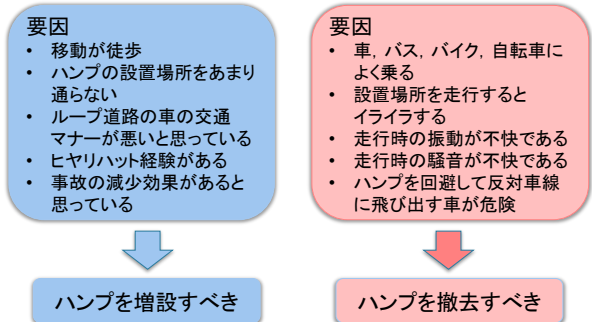 要因
• 移動が徒歩
• ハンプの設置場所をあまり
通らない
• ループ道路の車の交通
マナーが悪いと思っている
• ヒヤリハット経験がある
• 事故の減少効果があると
思っている
ハンプを増設すべき
要因
• 車，バス，バイク，自転車に
よく乗る
• 設置場所を走行すると
イライラする
• 走行時の振動が不快である
• 走行時の騒音が不快である
• ハンプを回避して反対車線
に飛び出す車が危険
ハンプを撤去すべき